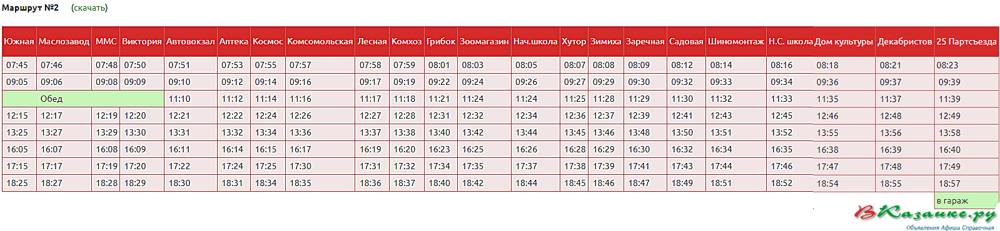 Маршрут №2 (скачать)
Южная Маслозавод ММС Виктория Автовокзал Аптека Космос Комсомольская Лесная Комхоз Грибок Зоомагазин Нач.школа Хутор Зимиха Заречная Садовая Шиномонтаж Н.С. школа Дом культуры Декабристов 25 Партсъезда
07:45 07:46 07:48 07:50 07:51 07:53 07:55 07:57 07:58 07:59 08:01 08:03 08:05 08:07 08:08 08:09 08:12 08:14 08:16 08:18 08:21 08:23
09:05 09:06 09:08 09:09 09:10 09:12 09:14 09:16 09:17 09:19 09:22 09:24 09:26 09:27 09:29 09:30 09:32 09:33 09:34 09:36 09:37 09:39
Обед 11:10 11:12 11:14 11:16 11:17 11:18 11:21 11:24 11:24 11:25 11:28 11:29 11:30 11:32 11:33 11:35 11:37 11:39
12:15 12:17 12:19 12:20 12:21 12:22 12:24 12:26 12:27 12:28 12:31 12:32 12:34 12:36 12:37 12:39 12:41 12:43 12:45 12:46 12:48 12:49
13:25 13:27 13:29 13:30 13:31 13:32 13:34 13:36 13:37 13:38 13:40 13:42 13:44 13:45 13:46 13:48 13:50 13:51 13:52 13:55 13:56 13:58
16:05 16:07 16:08 16:09 16:11 16:14 16:15 16:17 16:19 16:20 16:23 16:25 16:26 16:28 16:29 16:30 16:32 16:34 16:35 16:38 16:39 16:40
17:15 17:17 17:19 17:20 17:22 17:24 17:25 17:30 17:31 17:32 17:34 17:35 17:37 17:38 17:39 17:41 17:43 17:44 17:46 17:47 17:48 17:49
18:25 18:27 18:28 18:29 18:30 18:31 18:34 18:35 18:36 18:37 18:40 18:42 18:44 18:45 18:46 18:47 18:49 18:51 18:52 18:54 18:55 18:57
в гараж
ВКазанке.ру
Объявления Афиша Справочная